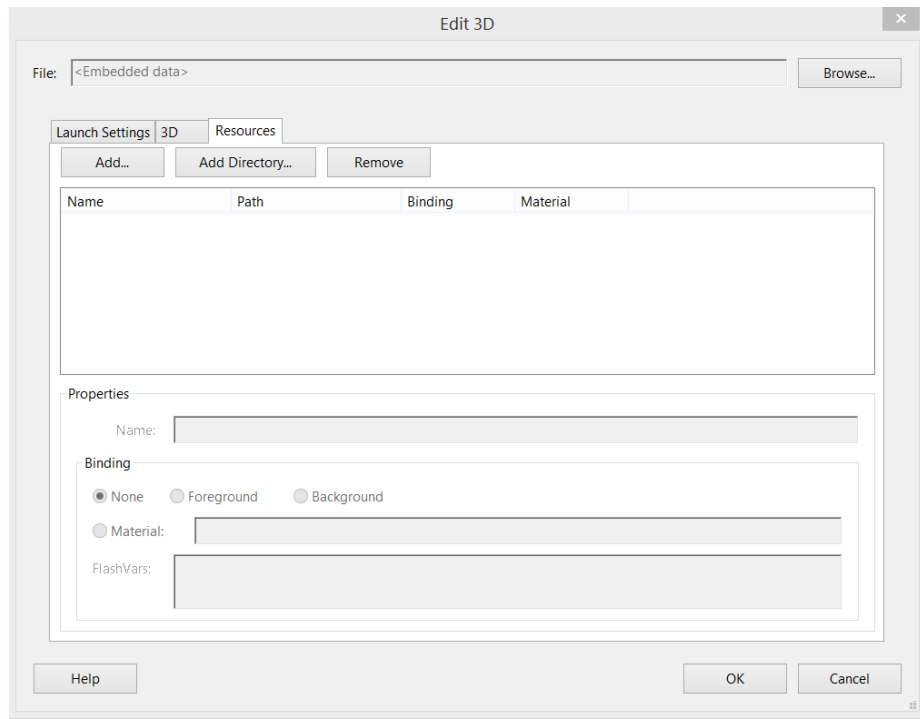 Edit 3D
File: <Embedded data> Browse...
Launch Settings 3D Resources
Add... Add Directory... Remove
Name Path Binding Material
Properties
Name:
Binding
None Foreground Background
Material:
FlashVars:
Help OK Cancel